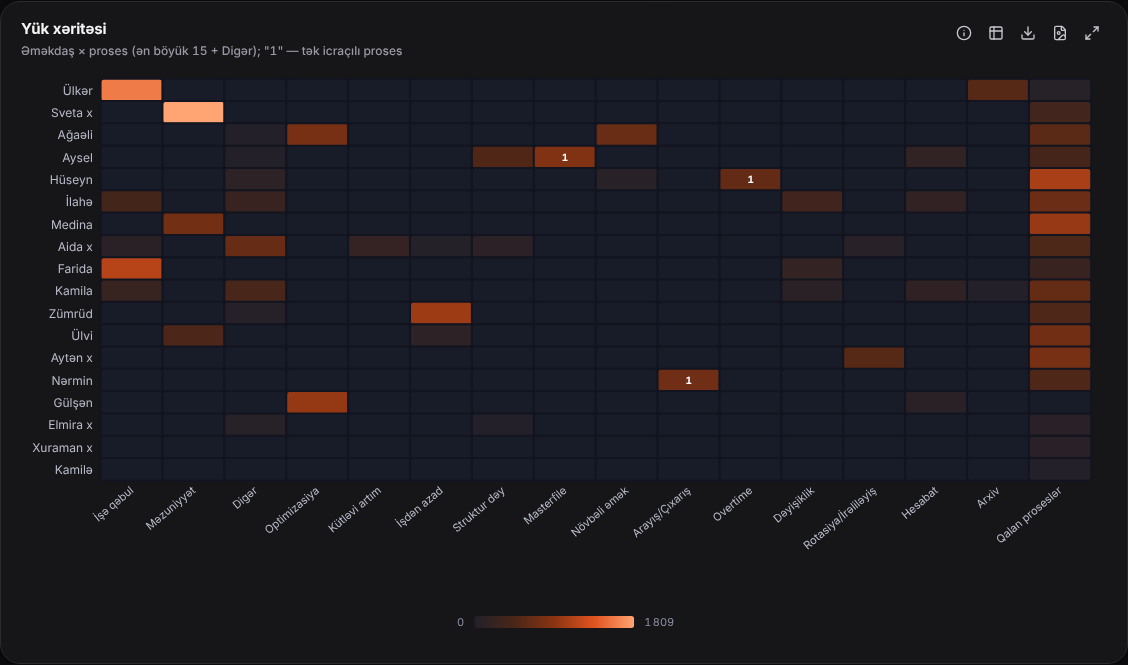 Yük xəritəsi
Əməkdaş × proses (ən böyük 15 + Digər); "1" — tək icraçılı proses
Ülkər
Sveta x
Ağaəli
Aysel
1
Hüseyn
1
İlahə
Medina
Aida x
Farida
Kamila
Zümrüd
Ülvi
Aytən x
Nərmin
1
Gülşən
Elmira x
Xuraman x
Kamilə
İşə qəbul
Məzuniyyət
Digər
Optimizasiya
Kütləvi artım
İşdən azad
Struktur dəy
Masterfile
Növbəli əmək
Arayış/Çıxarış
Overtime
Dəyişiklik
Rotasiya/İrəliləyiş
Hesabat
Arxiv
Qalan proseslər
0
1809